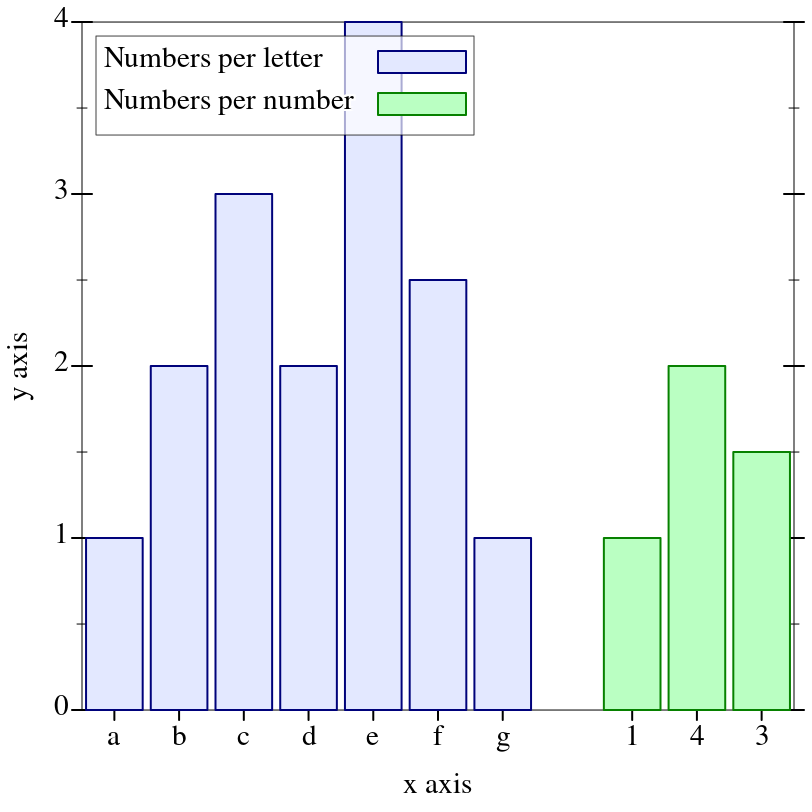 4
Numbers per letter
Numbers per number
3
2
y axis
1
0
a b c d e f g 1 4 3
x axis